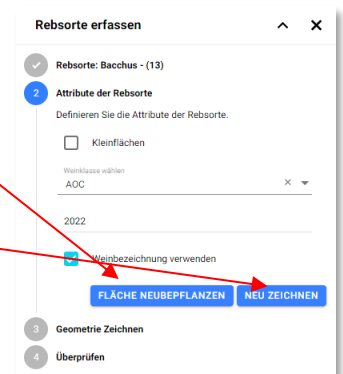 Rebsorte erfassen
Rebsorte: Bacchus - (13)
2 Attribute der Rebsorte
Definieren Sie die Attribute der Rebsorte.
Kleinflächen
Weinklasse wählen
AOC
2022
Weinbezeichnung verwenden
FLÄCHE NEUBEPFLANZEN NEU ZEICHNEN
3 Geometrie Zeichnen
4 Überprüfen